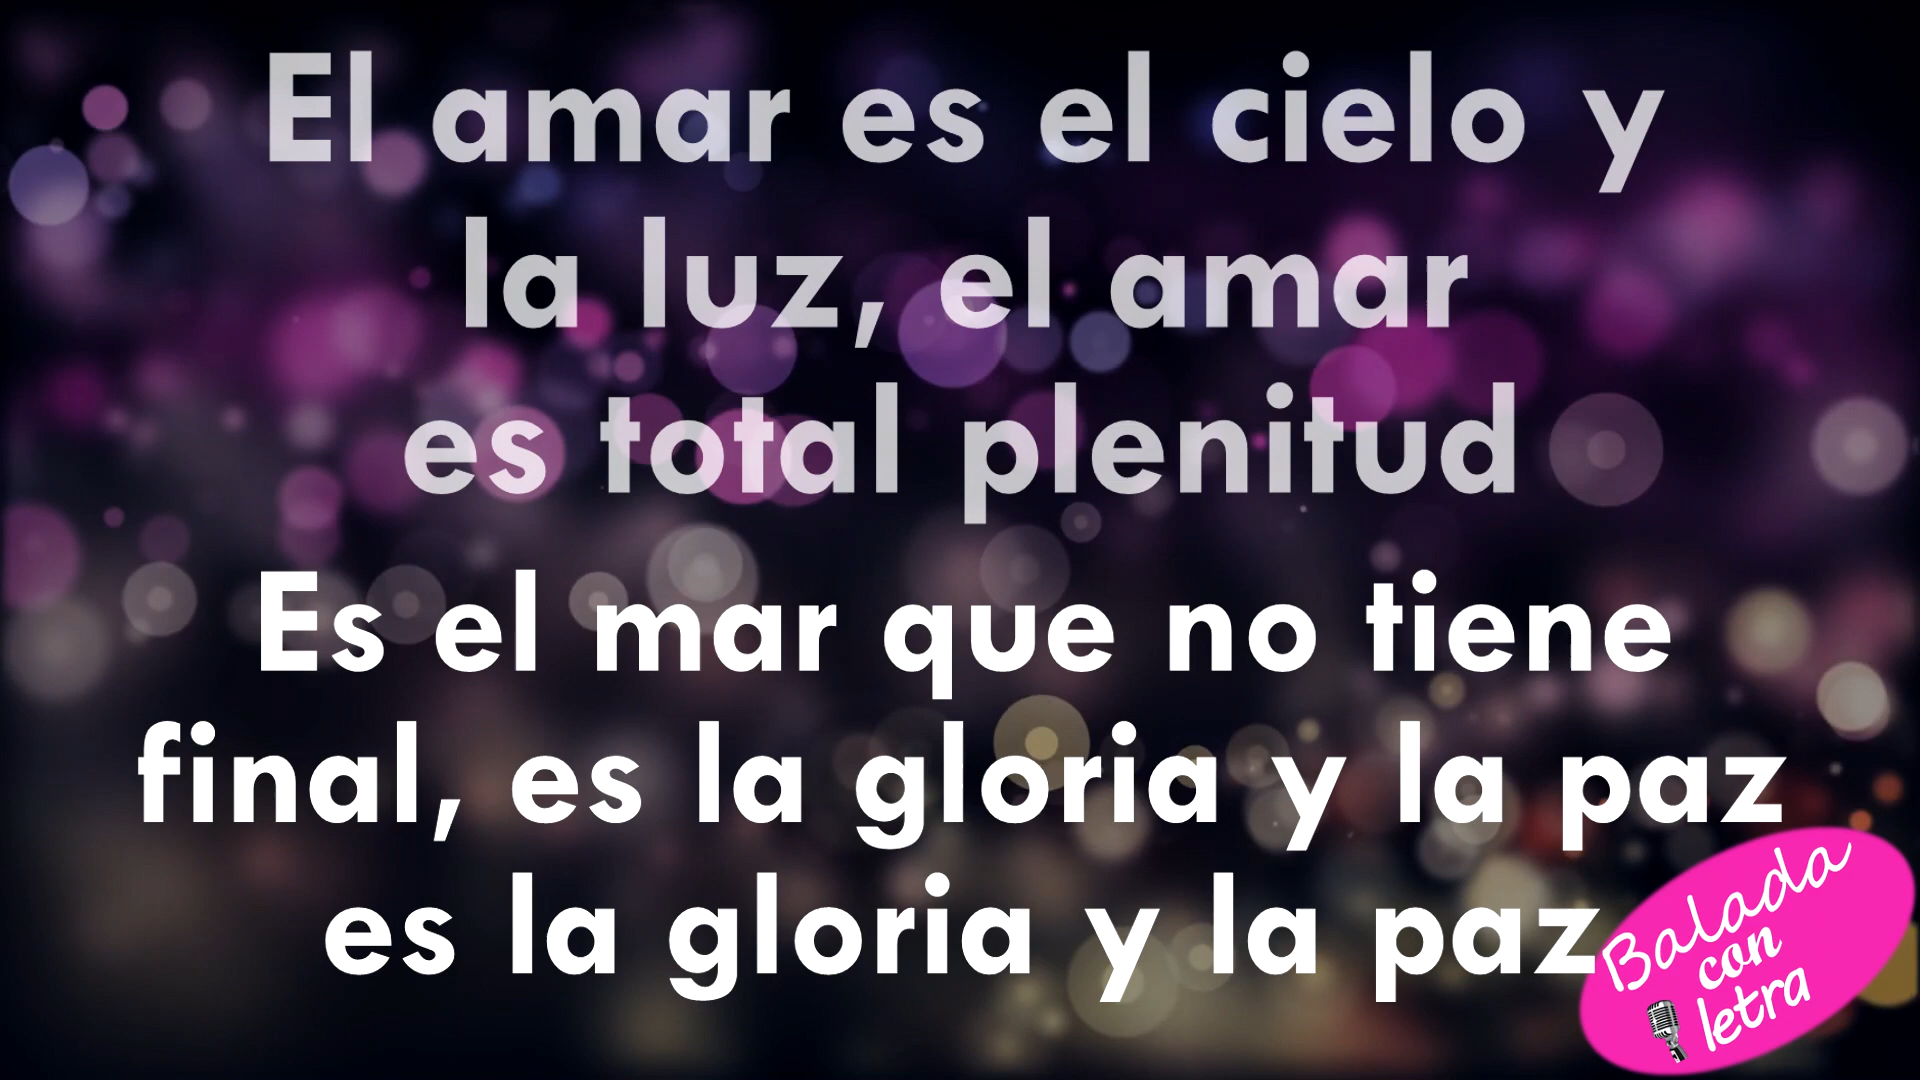 El amar es el cielo y
la luz, el amar
es total plenitud
Es el mar que no tiene
final, es la gloria y la paz
es la gloria y la paz
Balada
con
letra